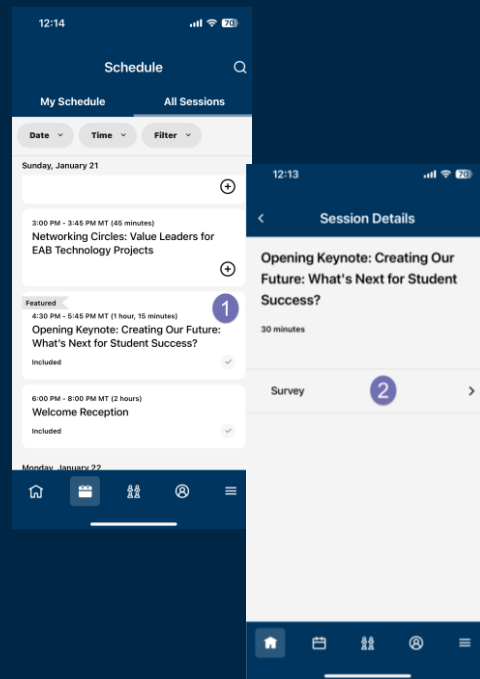 12:14
70
Schedule
My Schedule
All Sessions
Date
Time
Filter
Sunday, January 21
3:00 PM - 3:45 PM MT (45 minutes)
Networking Circles: Value Leaders for
EAB Technology Projects
Featured
4:30 PM - 5:45 PM MT (1 hour, 15 minutes)
1
Opening Keynote: Creating Our Future:
What's Next for Student Success?
Included
6:00 PM - 8:00 PM MT (2 hours)
Welcome Reception
Included
Monday, January 22
12:13
70
Session Details
Opening Keynote: Creating Our
Future: What's Next for Student
Success?
30 minutes
Survey
2